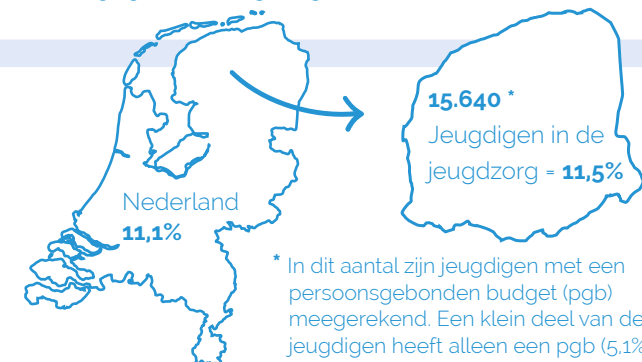 15.640 *
Jeugdigen in de
jeugdzorg = 11,5%
Nederland
11,1%
* In dit aantal zijn jeugdigen met een
persoonsgebonden budget (pgb)
meegerekend. Een klein deel van de
jeugdigen heeft alleen een pgb (5,1%